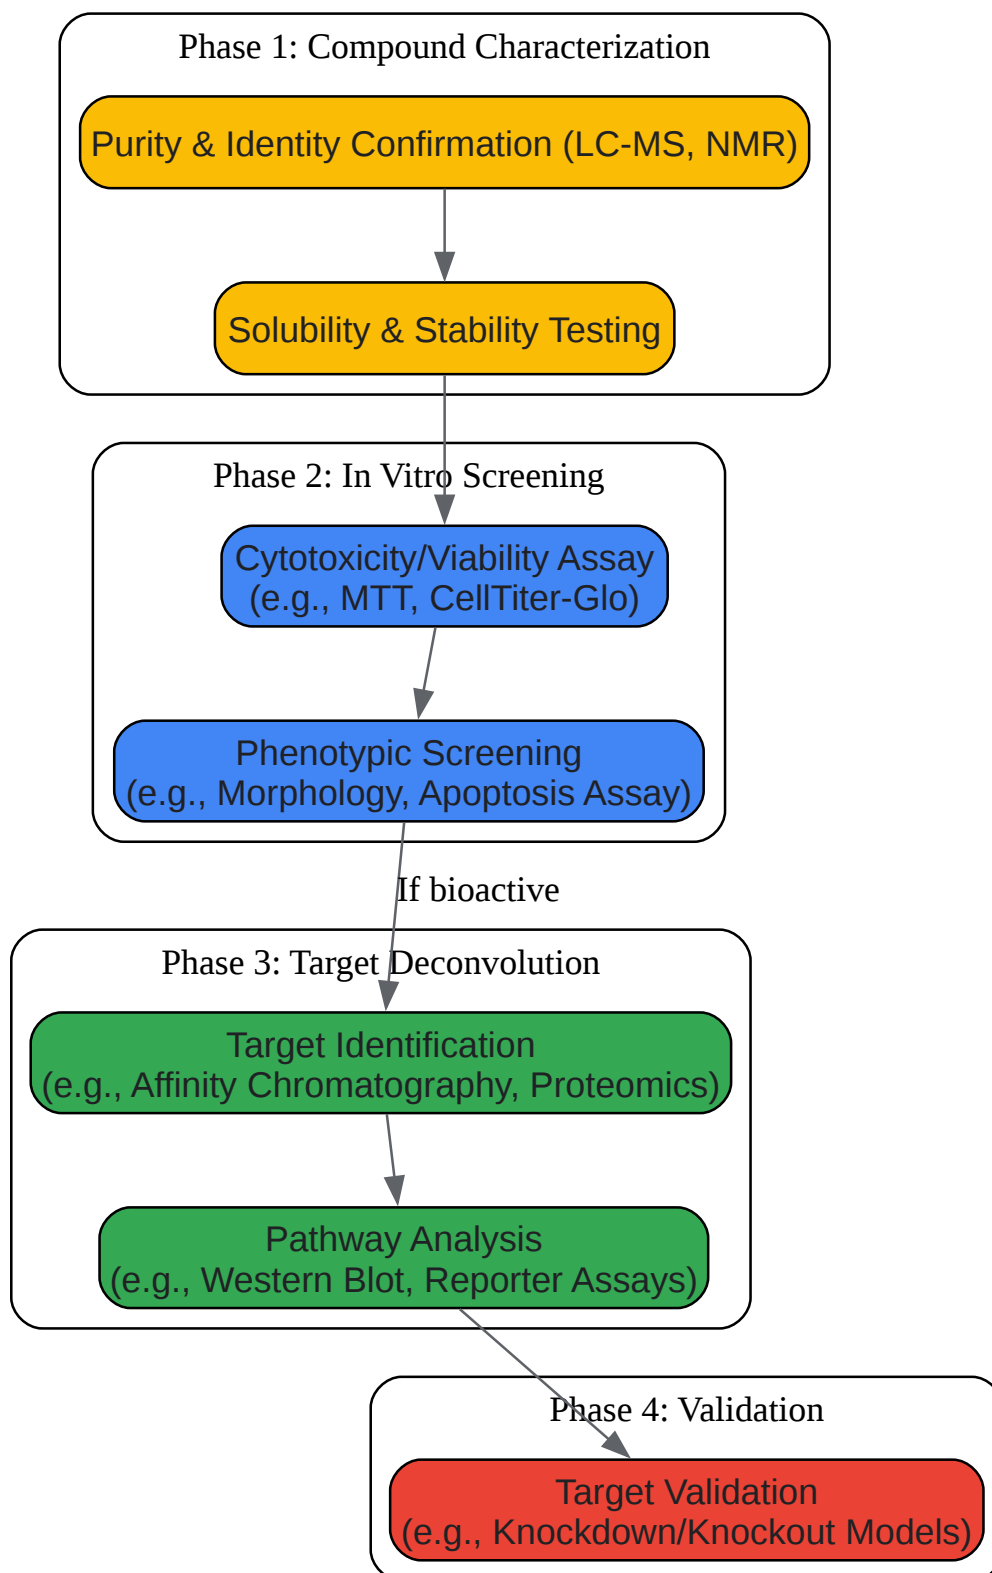 Phase 1: Compound Characterization
Purity & Identity Confirmation (LC-MS, NMR)
Solubility & Stability Testing
Phase 2: In Vitro Screening
Cytotoxicity/Viability Assay
(e.g., MTT, CellTiter-Glo)
Phenotypic Screening
(e.g., Morphology, Apoptosis Assay)
If bioactive
Phase 3: Target Deconvolution
Target Identification
(e.g., Affinity Chromatography, Proteomics)
Pathway Analysis
(e.g., Western Blot, Reporter Assays)
Phase 4: Validation
Target Validation
(e.g., Knockdown/Knockout Models)